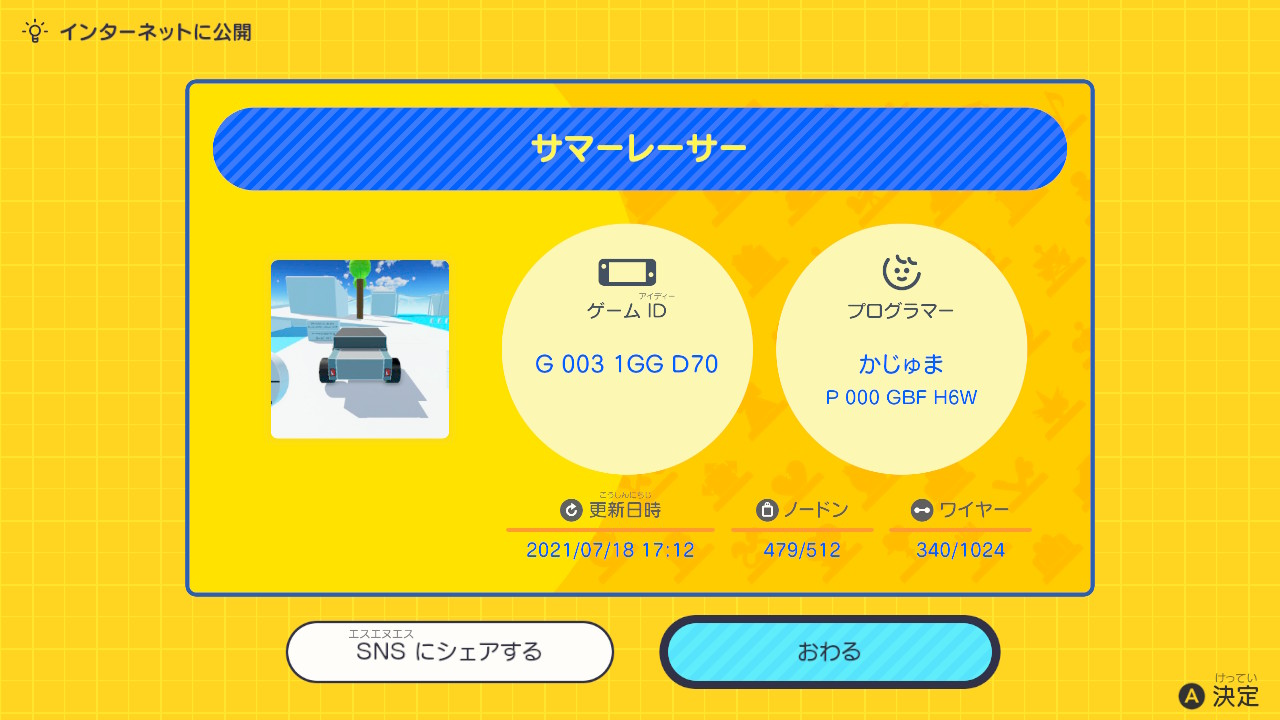 インターネットに公開
サマーレーサー
アイディー
ゲーム ID
G 003 1GG D70
プログラマー
かじゅま
P 000 GBF H6W
こうしんにちじ
更新日時
2021/07/18 17:12
ノードン
479/512
ワイヤー
340/1024
エスエヌエス
SNS にシェアする
おわる
けってい
A 決定